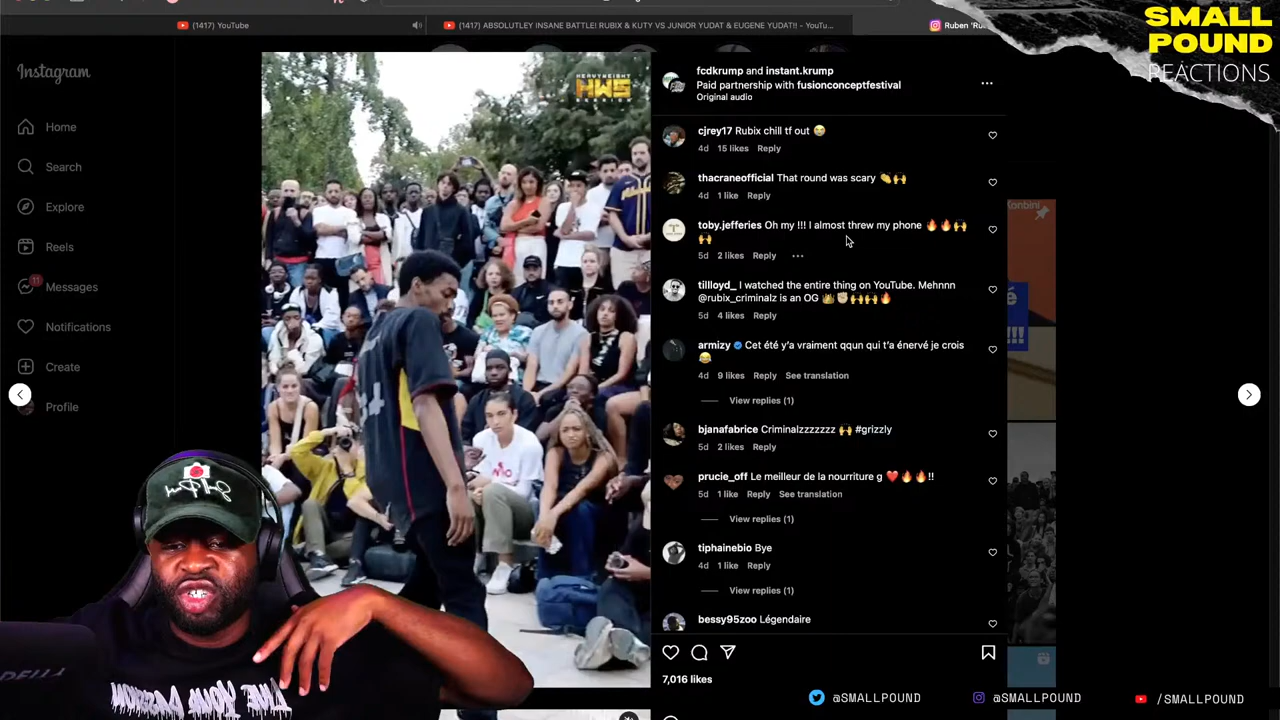 (1417) YouTube
(1417) ABSOLUTLEY INSANE BATTLE! RUBIX & KUTY VS JUNIOR YUDAT & EUGENE YUDAT!! - YouTu...
SMALL
POUND
REACTIONS
Instagram
Home
Search
Explore
Reels
11
Messages
Notifications
Create
Profile
HEAVYWEIGHT
HWS
SESSION
fcdkrump and instant.krump
Paid partnership with fusionconceptfestival
Original audio
cjrey17 Rubix chill tf out 😂
4d 15 likes Reply
thacraneofficial That round was scary 👏🙌
4d 1 like Reply
toby.jefferies Oh my !!! I almost threw my phone 🔥🔥🙌
🙌
5d 2 likes Reply
tillloyd_ I watched the entire thing on YouTube. Mehnnn
@rubix_criminalz is an OG 👑✊🏼🙌🙌🔥
5d 4 likes Reply
armizy Cet été y'a vraiment qqun qui t'a énervé je crois
😂
4d 9 likes Reply See translation
View replies (1)
bjanafabrice Criminalzzzzzzz 🙌 #grizzly
5d 2 likes Reply
prucie_off Le meilleur de la nourriture g ❤️🔥🔥!!
5d 1 like Reply See translation
View replies (1)
tiphainebio Bye
4d 1 like Reply
View replies (1)
bessy95zoo Légendaire
7,016 likes
@SMALLPOUND
@SMALLPOUND
/SMALLPOUND